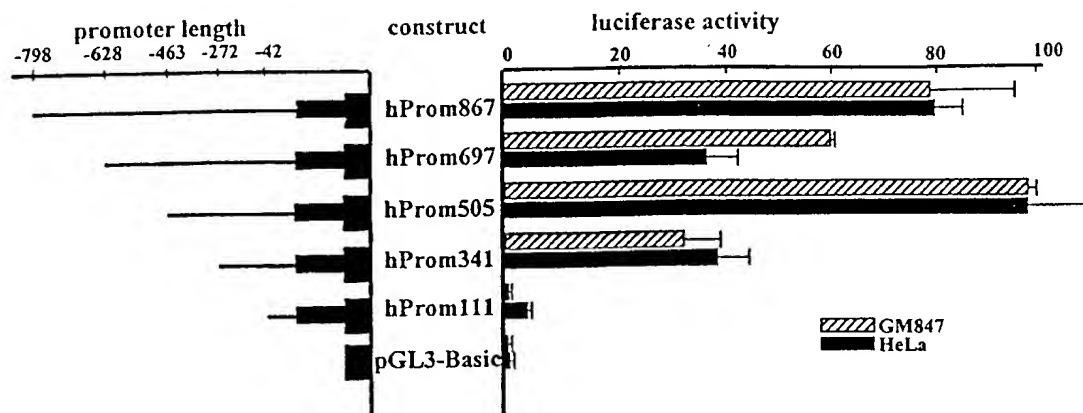 promoter length
construct
luciferase activity
-798 -628 -463 -272 -42
0 20 40 60 80 100
hProm867
hProm697
hProm505
hProm341
hProm111
pGL3-Basic
GM847
HeLa